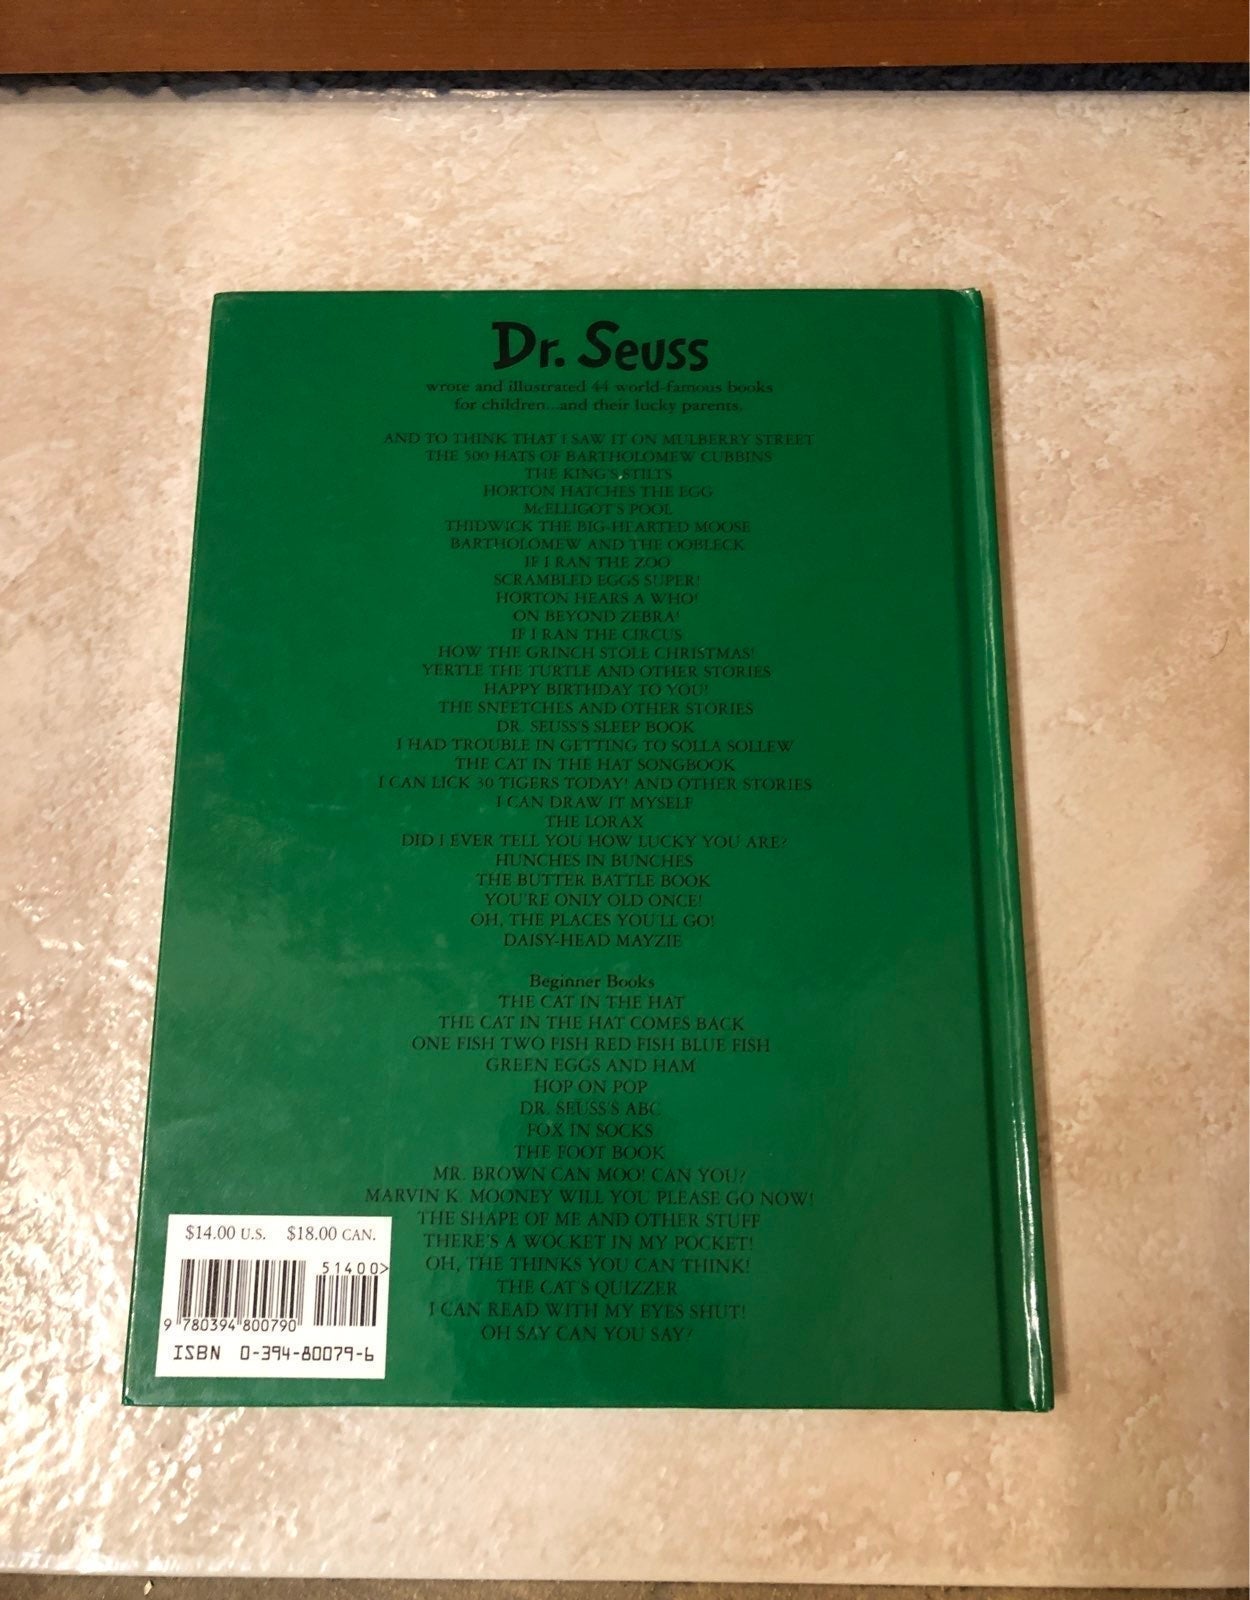 Dr. Seuss
wrote and illustrated 44 world-famous books
for children...and their lucky parents.
AND TO THINK THAT I SAW IT ON MULBERRY STREET
THE 500 HATS OF BARTHOLOMEW CUBBINS
THE KING'S STILTS
HORTON HATCHES THE EGG
McELLIGOT'S POOL
THIDWICK THE BIG-HEARTED MOOSE
BARTHOLOMEW AND THE OOBLECK
IF I RAN THE ZOO
SCRAMBLED EGGS SUPER!
HORTON HEARS A WHO!
ON BEYOND ZEBRA!
IF I RAN THE CIRCUS
HOW THE GRINCH STOLE CHRISTMAS!
YERTLE THE TURTLE AND OTHER STORIES
HAPPY BIRTHDAY TO YOU!
THE SNEETCHES AND OTHER STORIES
DR. SEUSS'S SLEEP BOOK
I HAD TROUBLE IN GETTING TO SOLLA SOLLEW
THE CAT IN THE HAT SONGBOOK
I CAN LICK 30 TIGERS TODAY! AND OTHER STORIES
I CAN DRAW IT MYSELF
THE LORAX
DID I EVER TELL YOU HOW LUCKY YOU ARE?
HUNCHES IN BUNCHES
THE BUTTER BATTLE BOOK
YOU'RE ONLY OLD ONCE!
OH, THE PLACES YOU'LL GO!
DAISY-HEAD MAYZIE
Beginner Books
THE CAT IN THE HAT
THE CAT IN THE HAT COMES BACK
ONE FISH TWO FISH RED FISH BLUE FISH
GREEN EGGS AND HAM
HOP ON POP
DR. SEUSS'S ABC
FOX IN SOCKS
THE FOOT BOOK
MR. BROWN CAN MOO! CAN YOU?
MARVIN K. MOONEY WILL YOU PLEASE GO NOW!
THE SHAPE OF ME AND OTHER STUFF
THERE'S A WOCKET IN MY POCKET!
OH, THE THINKS YOU CAN THINK!
THE CAT'S QUIZZER
I CAN READ WITH MY EYES SHUT!
OH SAY CAN YOU SAY?
$14.00 U.S. $18.00 CAN.
51400>
9 780394 800790
ISBN 0-394-80079-6